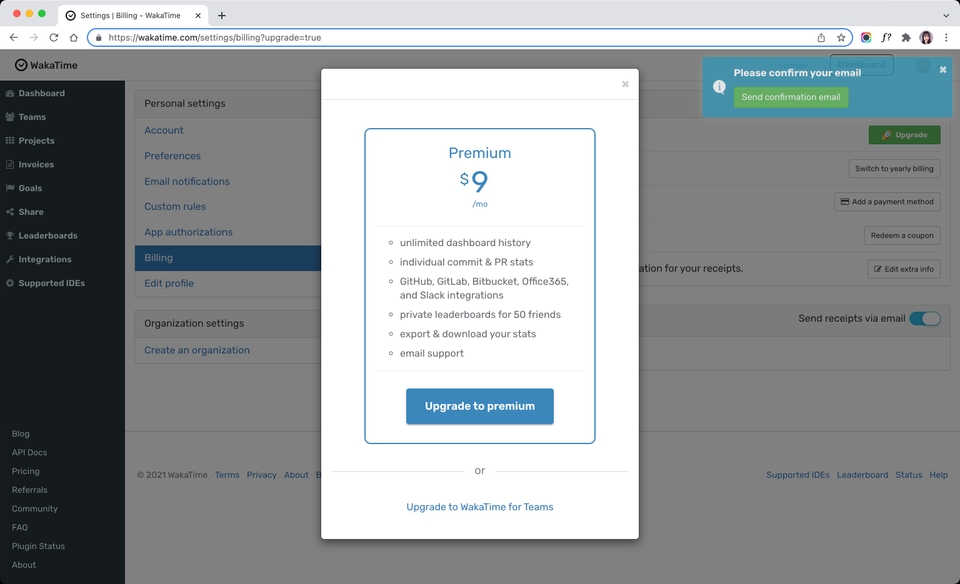 Settings | Billing - WakaTime
https://wakatime.com/settings/billing?upgrade=true
f?
WakaTime
Dashboard
Please confirm your email
Send confirmation email
Dashboard
Teams
Projects
Invoices
Goals
Share
Leaderboards
Integrations
Supported IDEs
Blog
API Docs
Pricing
Referrals
Community
FAQ
Plugin Status
About
Personal settings
Account
Preferences
Email notifications
Custom rules
App authorizations
Billing
Edit profile
Organization settings
Create an organization
Premium
$9
/mo
unlimited dashboard history
individual commit & PR stats
GitHub, GitLab, Bitbucket, Office365,
and Slack integrations
private leaderboards for 50 friends
export & download your stats
email support
Upgrade to premium
or
Upgrade to WakaTime for Teams
Upgrade
Switch to yearly billing
Add a payment method
Redeem a coupon
ation for your receipts.
Edit extra info
Send receipts via email
© 2021 WakaTime Terms Privacy About B
Supported IDEs Leaderboard Status Help